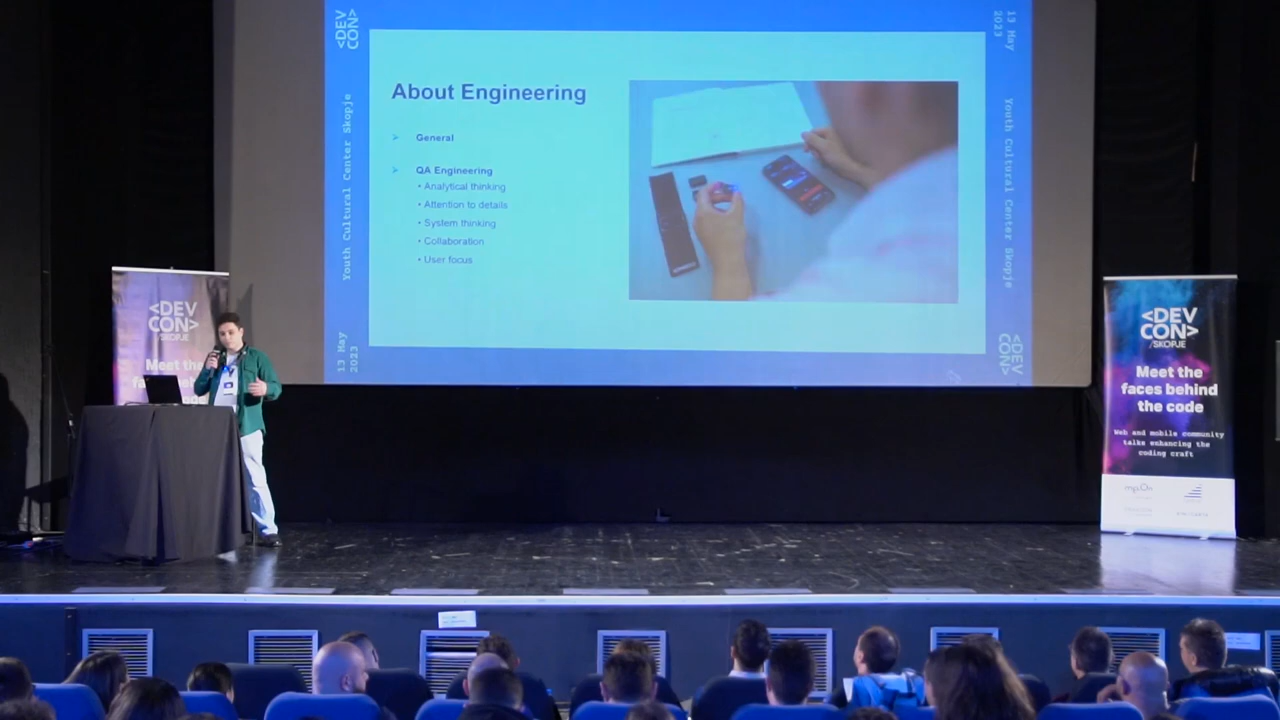 <DEV
CON>
13 May
2023
Youth Cultural Center Skopje
13 May
2023
Youth Cultural Center Skopje
<DEV
CON>
About Engineering
➢ General
➢ QA Engineering
• Analytical thinking
• Attention to details
• System thinking
• Collaboration
• User focus
<DEV
CON>
/SKOPJE
Meet the
<DEV
CON>
/SKOPJE
Meet the
faces behind
the code
Web and mobile community
talks enhancing the
coding craft